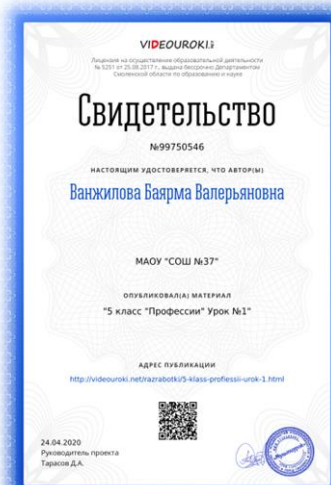 VIDEOUROKI
Лицензия на осуществление образовательной деятельности
№ 5251 от 25.08.2017 г., выдана бессрочно Департаментом
Смоленской области по образованию и науке
Свидетельство
№99750546
НАСТОЯЩИМ УДОСТОВЕРЯЕТСЯ, ЧТО АВТОР(Ы)
Ванжилова Баярма Валерьяновна
МАОУ "СОШ №37"
ОПУБЛИКОВАЛ(А) МАТЕРИАЛ
"5 класс "Профессии" Урок №1"
АДРЕС ПУБЛИКАЦИИ
http://videouroki.net/razrabotki/5-klass-profiessii-urok-1.html
24.04.2020
Руководитель проекта
Тарасов Д.А.